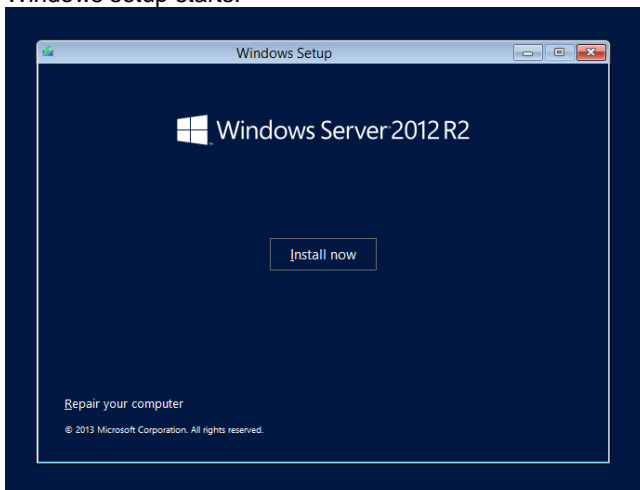 Windows setup starts.
Windows Setup
Windows Server 2012 R2
Install now
Repair your computer
© 2013 Microsoft Corporation. All rights reserved.